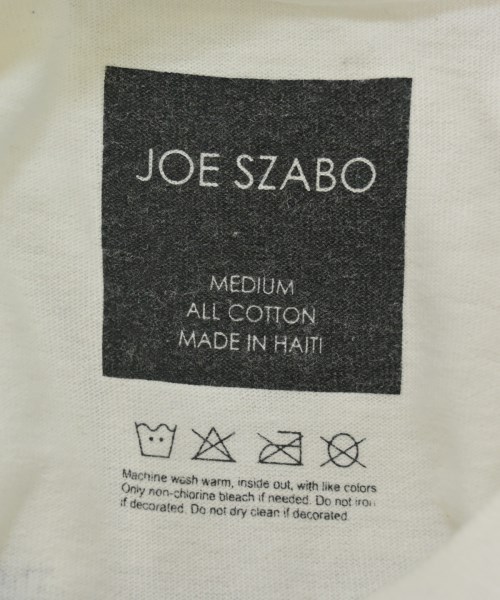 JOE SZABO
MEDIUM
ALL COTTON
MADE IN HAITI
Machine wash warm, inside out, with like colors
Only non-chlorine bleach if needed. Do not iron
if decorated. Do not dry clean if decorated.